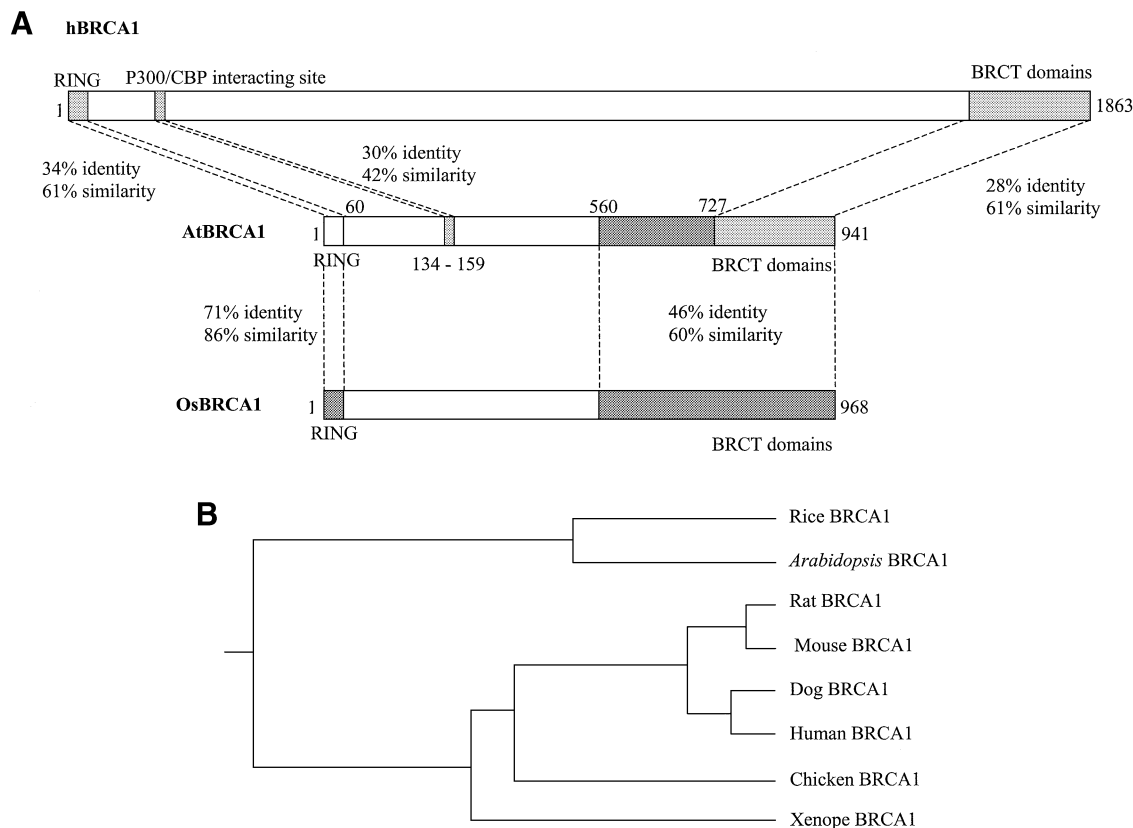 A
hBRCA1
RING
P300/CBP interacting site
BRCT domains
1
1863
34% identity
61% similarity
30% identity
42% similarity
28% identity
61% similarity
60
560
727
AtBRCA1
1
941
RING
134 - 159
BRCT domains
71% identity
86% similarity
46% identity
60% similarity
OsBRCA1
1
968
RING
BRCT domains
B
Rice BRCA1
Arabidopsis BRCA1
Rat BRCA1
Mouse BRCA1
Dog BRCA1
Human BRCA1
Chicken BRCA1
Xenope BRCA1